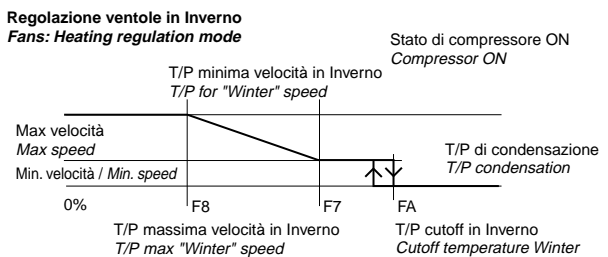 Regolazione ventole in Inverno
Fans: Heating regulation mode
Stato di compressore ON
Compressor ON
T/P minima velocità in Inverno
T/P for "Winter" speed
Max velocità
Max speed
T/P di condensazione
T/P condensation
Min. velocità / Min. speed
0%
F8
F7
FA
T/P massima velocità in Inverno
T/P max "Winter" speed
T/P cutoff in Inverno
Cutoff temperature Winter